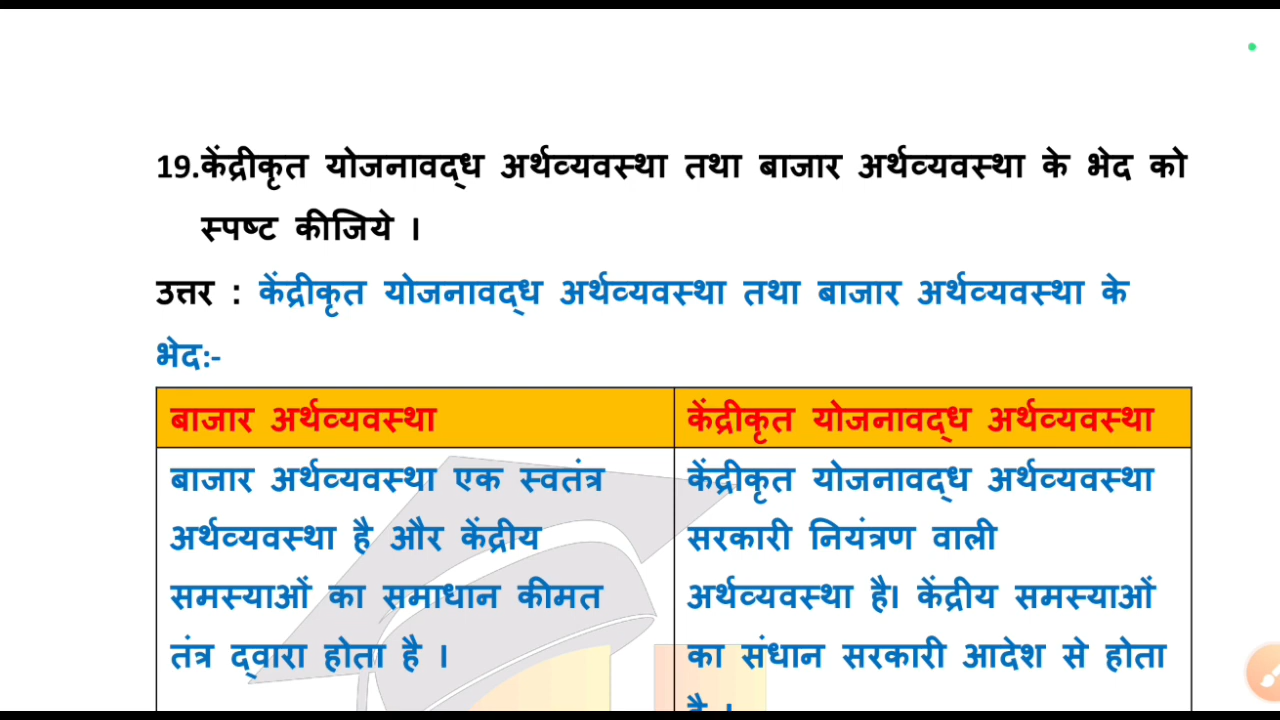 19.केंद्रीकृत योजनावद्ध अर्थव्यवस्था तथा बाजार अर्थव्यवस्था के भेद को
स्पष्ट कीजिये ।
उत्तर : केंद्रीकृत योजनावद्ध अर्थव्यवस्था तथा बाजार अर्थव्यवस्था के
भेद:-
बाजार अर्थव्यवस्था
बाजार अर्थव्यवस्था एक स्वतंत्र
अर्थव्यवस्था है और केंद्रीय
समस्याओं का समाधान कीमत
तंत्र द्वारा होता है ।
केंद्रीकृत योजनावद्ध अर्थव्यवस्था
केंद्रीकृत योजनावद्ध अर्थव्यवस्था
सरकारी नियंत्रण वाली
अर्थव्यवस्था है। केंद्रीय समस्याओं
का संधान सरकारी आदेश से होता
है ।